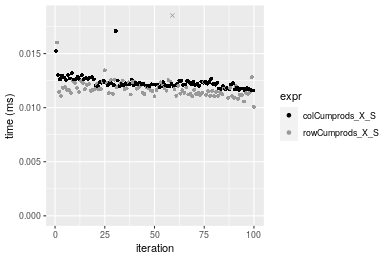 0.015
0.010
0.005
0.000
time (ms)
0
25
50
75
100
iteration
expr
colCumprods_X_S
rowCumprods_X_S